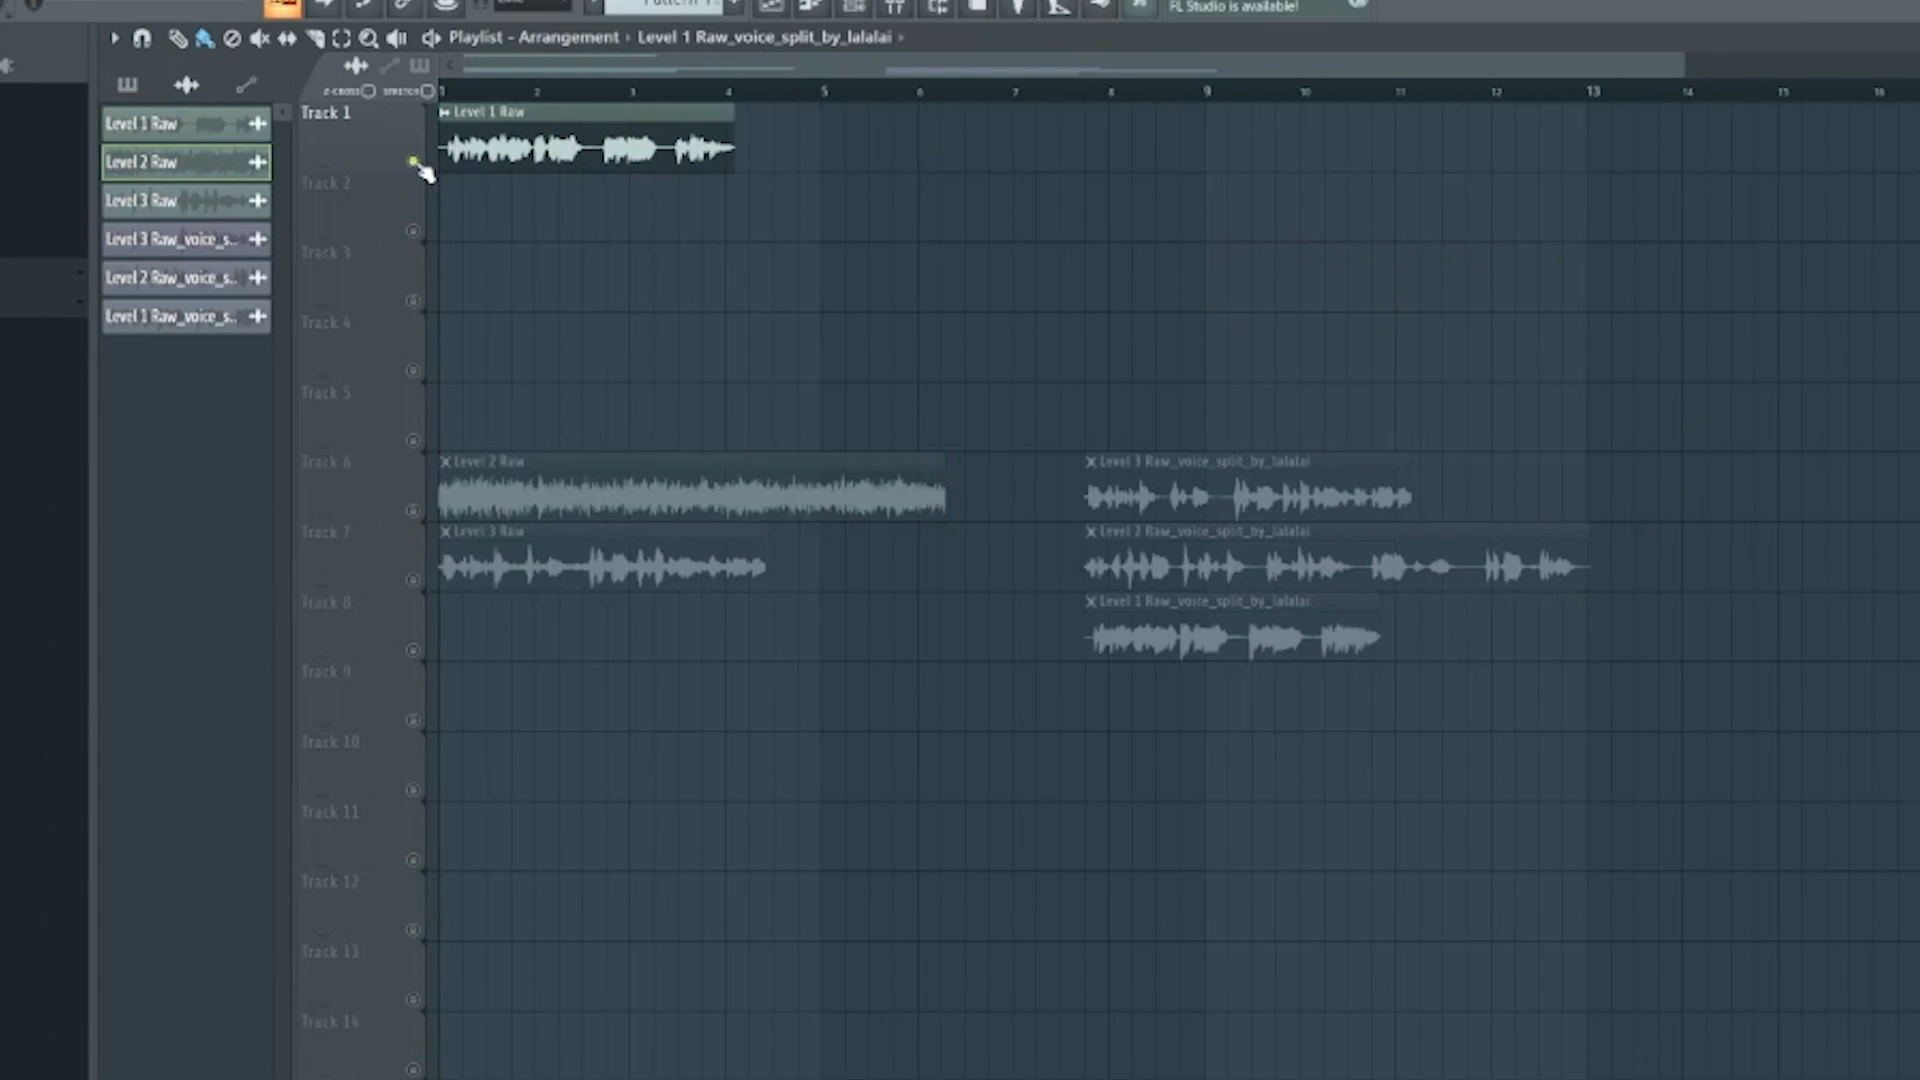 FL Studio is available!
Playlist - Arrangement › Level 1 Raw_voice_split_by_lalalai ›
Z-CROSS STRETCH 1 2 3 4 5 6 7 8 9 10 11 12 13 14 15 16
Level 1 Raw
Level 2 Raw
Level 3 Raw
Level 3 Raw_voice_s..
Level 2 Raw_voice_s..
Level 1 Raw_voice_s..
Track 1
Level 1 Raw
Track 2
Track 3
Track 4
Track 5
Track 6
Level 2 Raw
Level 3 Raw_voice_split_by_lalalai
Track 7
Level 3 Raw
Level 2 Raw_voice_split_by_lalalai
Track 8
Level 1 Raw_voice_split_by_lalalai
Track 9
Track 10
Track 11
Track 12
Track 13
Track 14